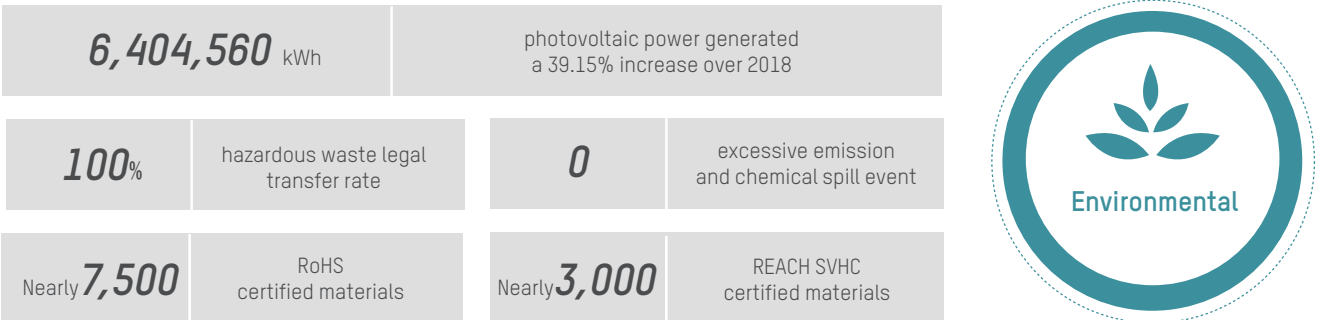 6,404,560 kWh
photovoltaic power generated
a 39.15% increase over 2018
100%
hazardous waste legal
transfer rate
0
excessive emission
and chemical spill event
Nearly 7,500
RoHS
certified materials
Nearly 3,000
REACH SVHC
certified materials
Environmental